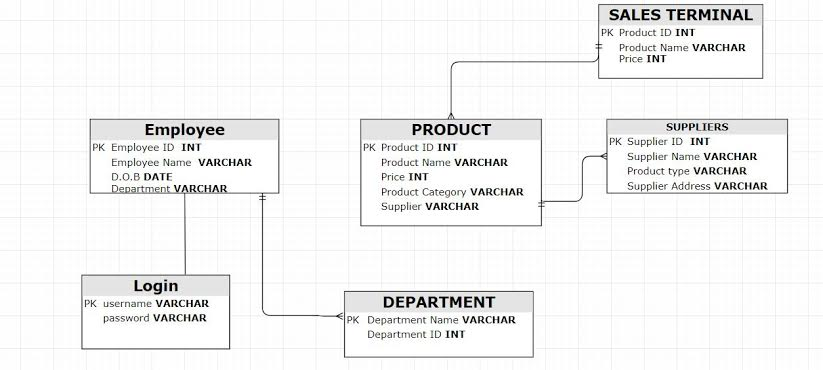 SALES TERMINAL
PK Product ID INT
Product Name VARCHAR
Price INT
Employee
PK Employee ID INT
Employee Name VARCHAR
D.O.B DATE
Department VARCHAR
PRODUCT
PK Product ID INT
Product Name VARCHAR
Price INT
Product Category VARCHAR
Supplier VARCHAR
SUPPLIERS
PK Supplier ID INT
Supplier Name VARCHAR
Product type VARCHAR
Supplier Address VARCHAR
Login
PK username VARCHAR
password VARCHAR
DEPARTMENT
PK Department Name VARCHAR
Department ID INT